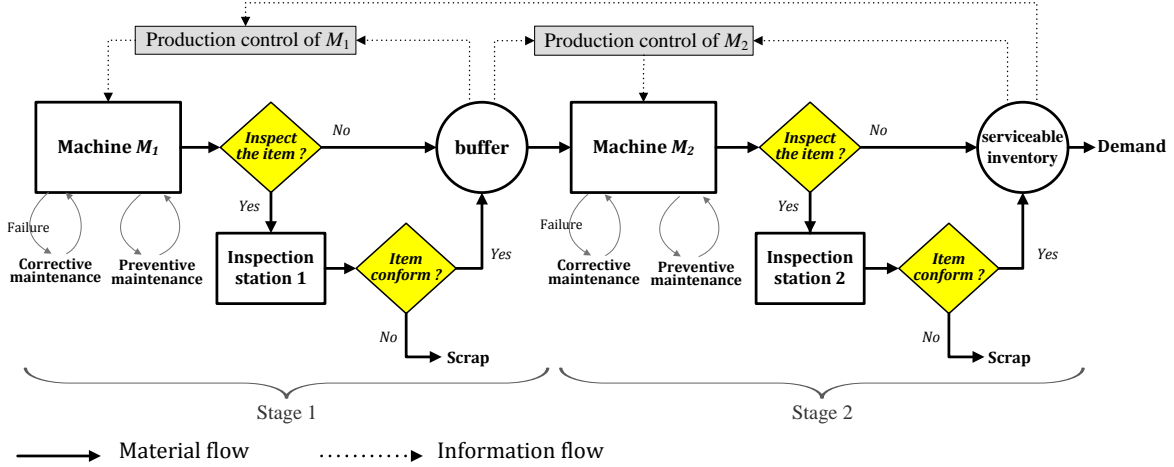 Production control of M1
Production control of M2
Machine M1
Inspect
the item ?
No
buffer
Machine M2
Inspect
the item ?
No
serviceable
inventory
Demand
Failure
Yes
Failure
Yes
Corrective
maintenance
Preventive
maintenance
Inspection
station 1
Item
conform ?
Yes
Corrective
maintenance
Preventive
maintenance
Inspection
station 2
Item
conform ?
Yes
No
Scrap
No
Scrap
Stage 1
Stage 2
Material flow
Information flow